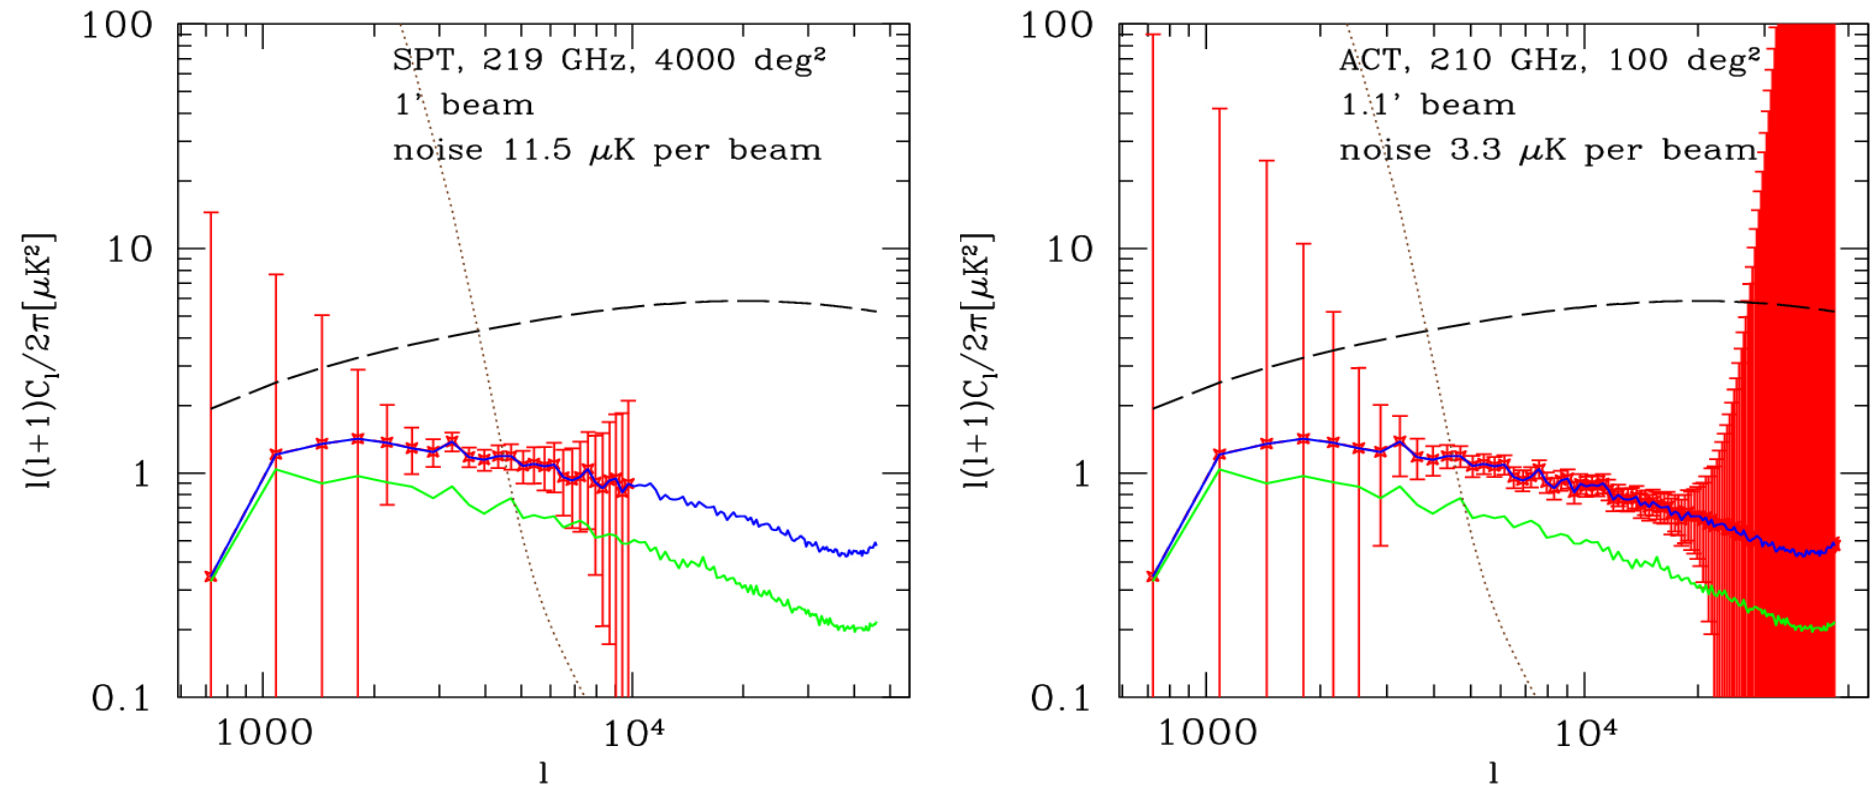 100
SPT, 219 GHz, 4000 deg²
1' beam
noise 11.5 μK per beam
10
l(l+1)Cₗ/2π[μK²]
1
0.1
1000
10⁴
l
100
ACT, 210 GHz, 100 deg²
1.1' beam
noise 3.3 μK per beam
10
l(l+1)Cₗ/2π[μK²]
1
0.1
1000
10⁴
l